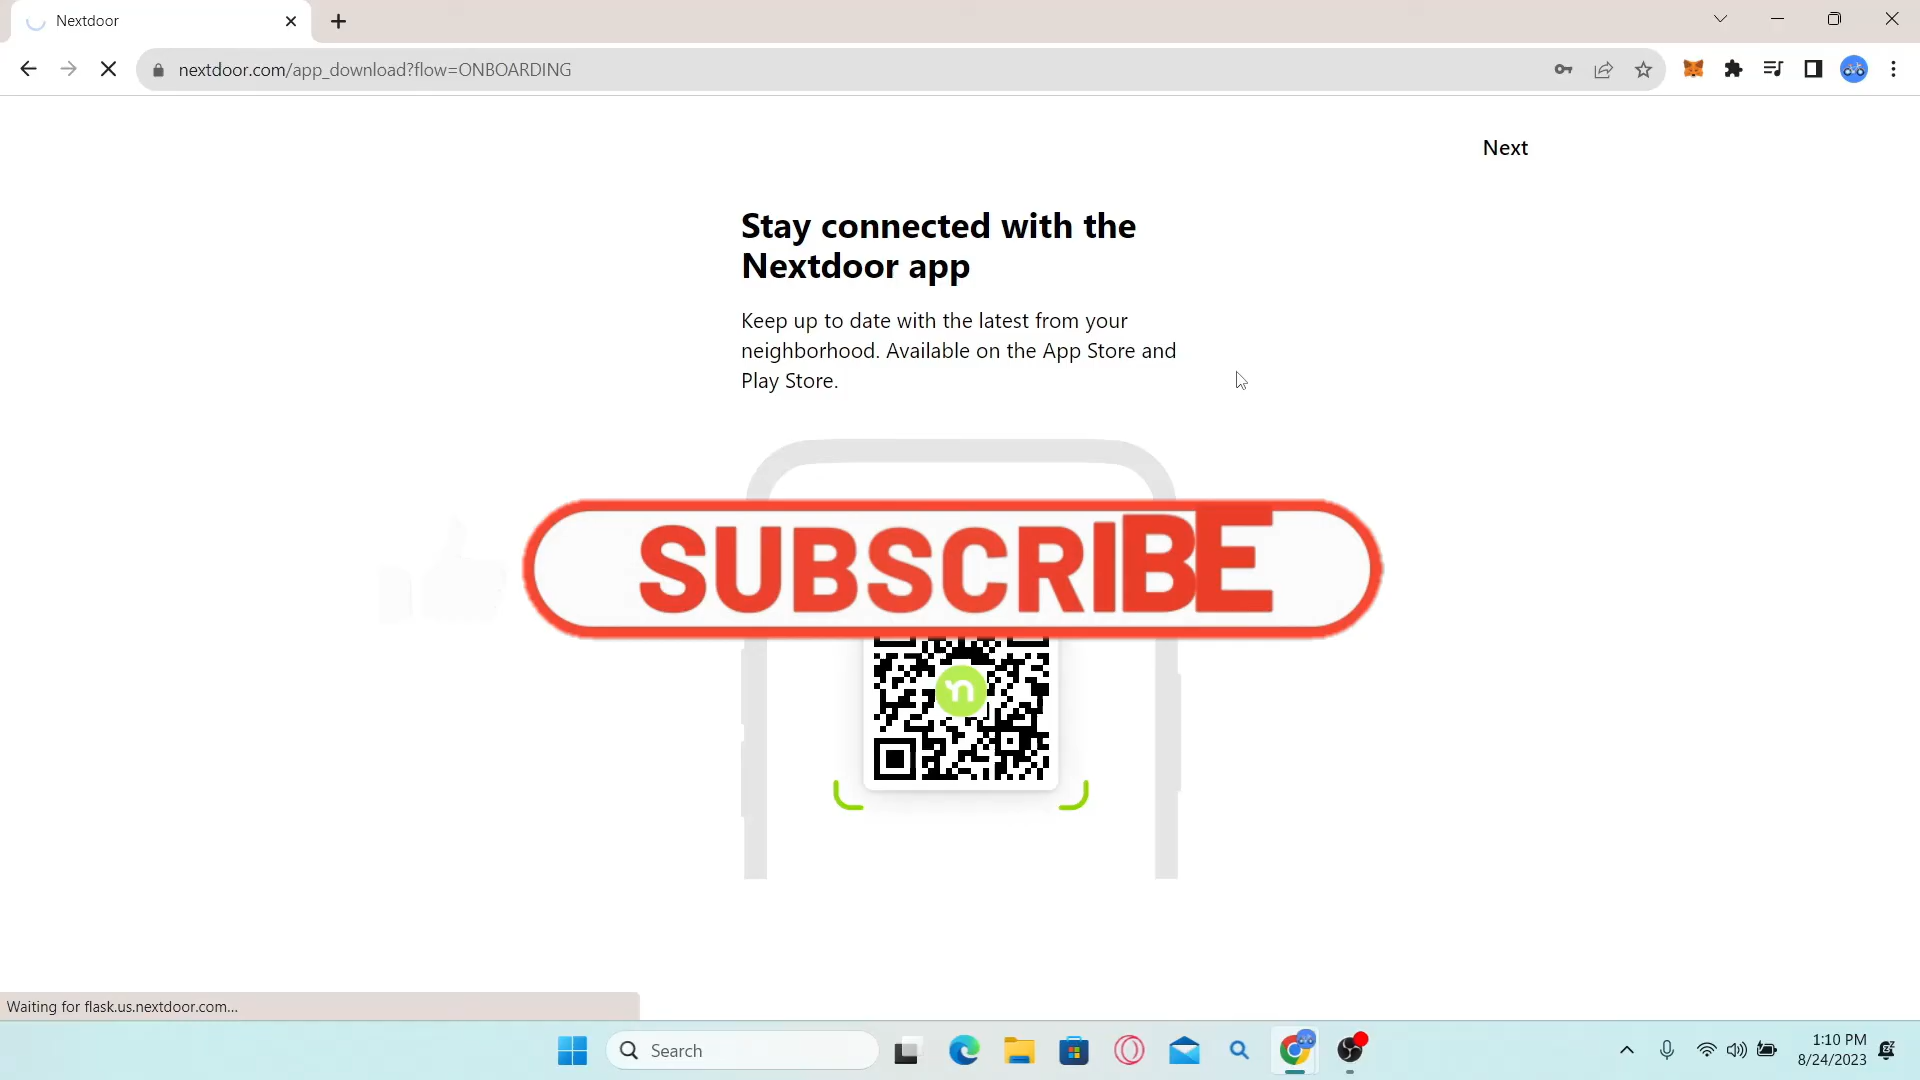 Nextdoor
nextdoor.com/app_download?flow=ONBOARDING
Next
Stay connected with the
Nextdoor app
Keep up to date with the latest from your
neighborhood. Available on the App Store and
Play Store.
SUBSCRIBE
n
Waiting for flask.us.nextdoor.com...
Search
1:10 PM
8/24/2023